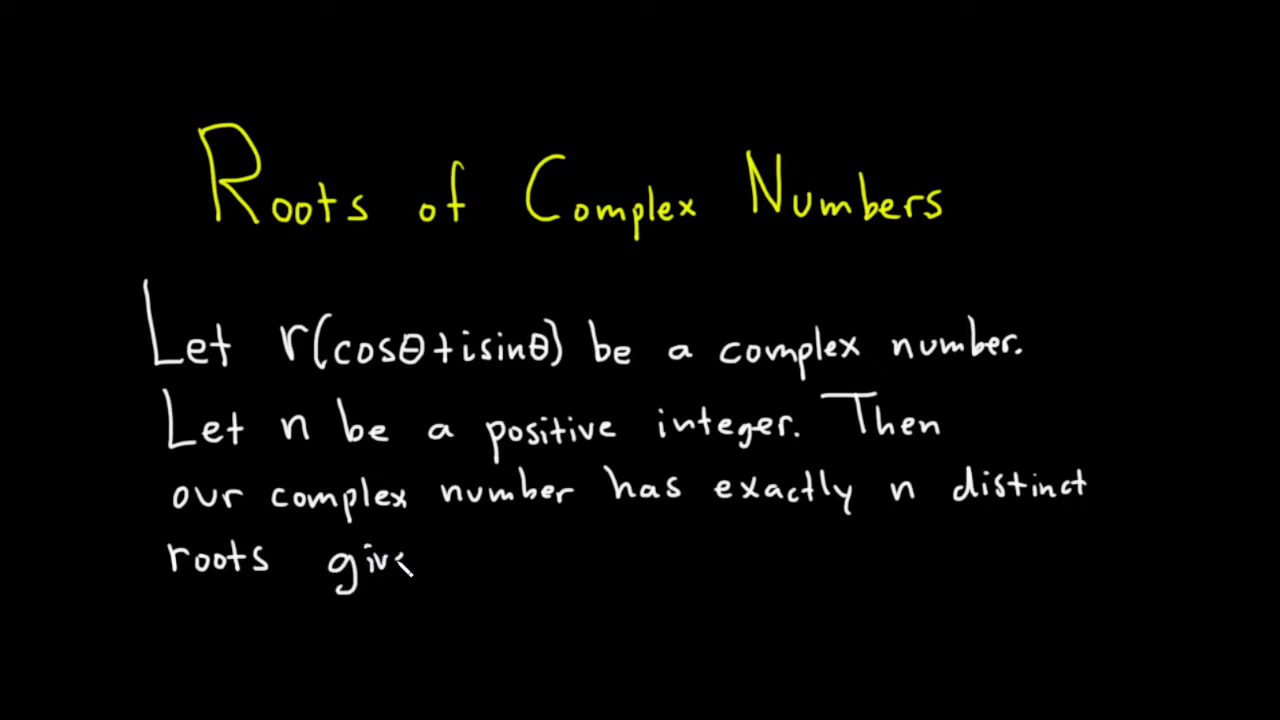 Roots of Complex Numbers
Let r(cosθ+isinθ) be a complex number.
Let n be a positive integer. Then
our complex number has exactly n distinct
roots give